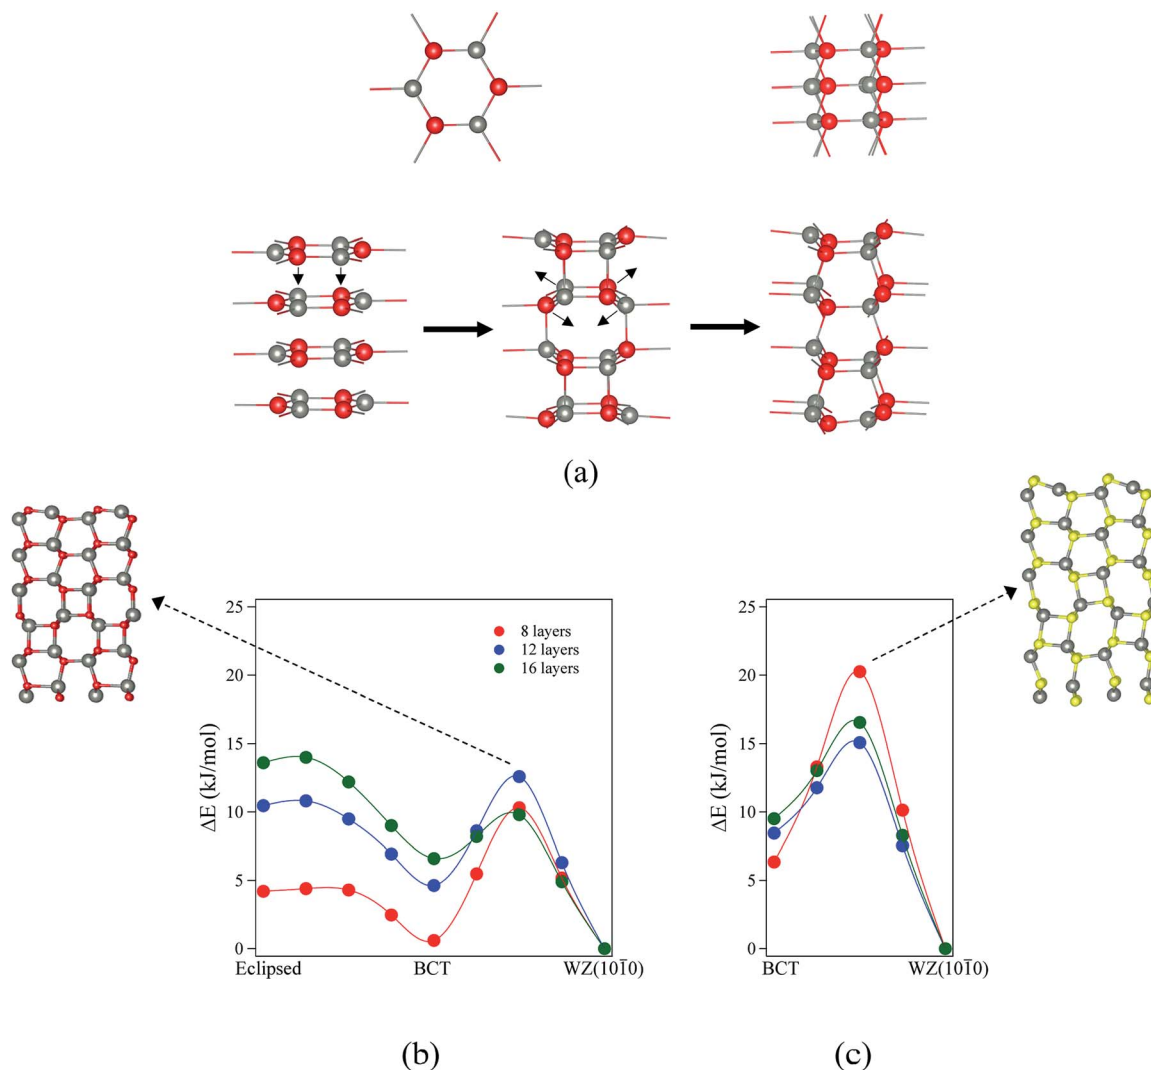 (a)
25
20
15
10
5
0
ΔE (kJ/mol)
8 layers
12 layers
16 layers
Eclipsed
BCT
WZ(101̄0)
(b)
25
20
15
10
5
0
ΔE (kJ/mol)
BCT
WZ(101̄0)
(c)